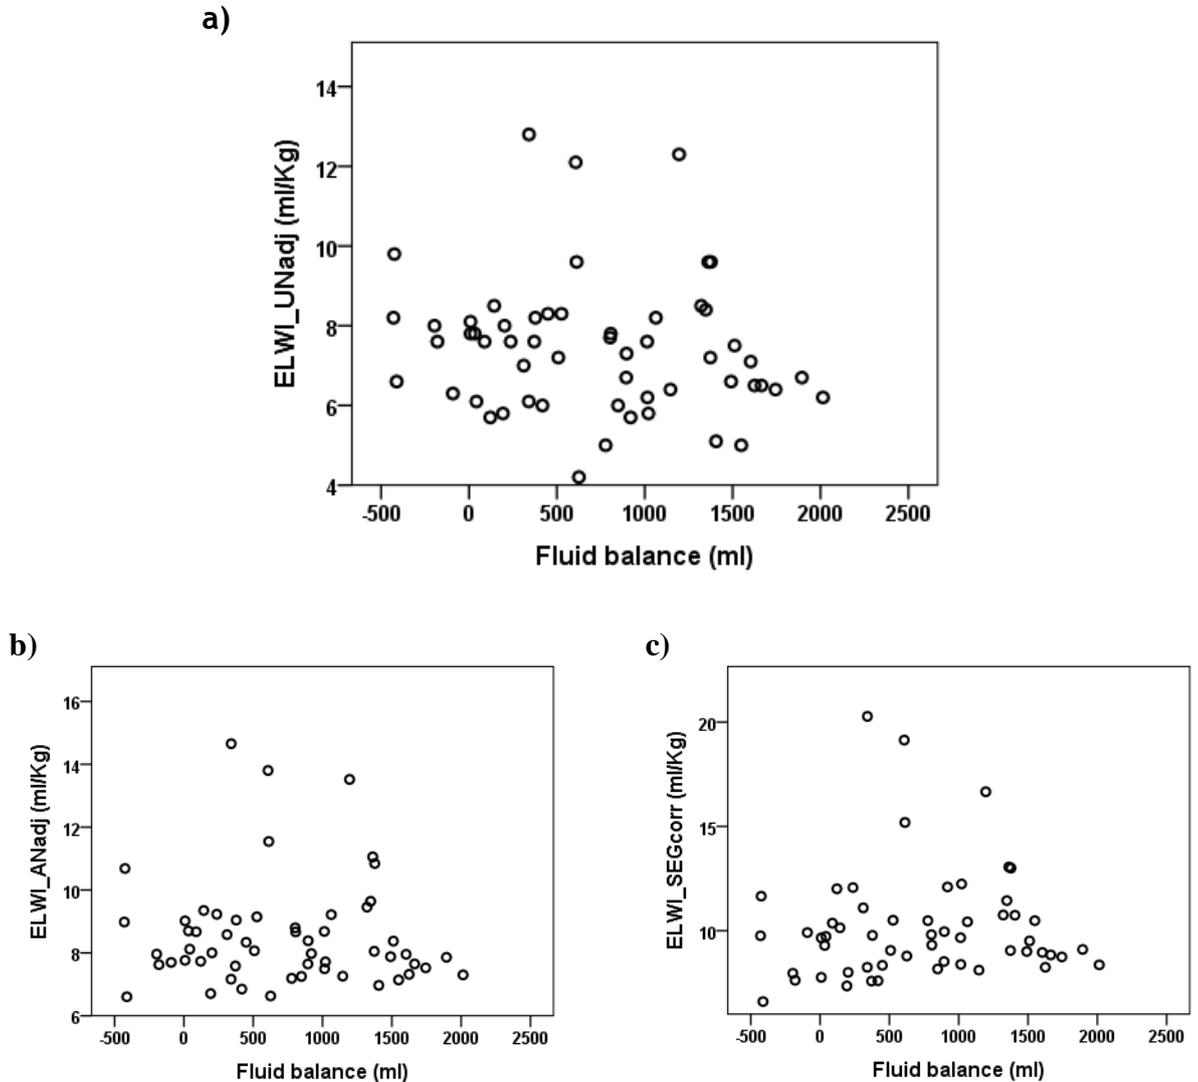 a)
ELWI_UNadj (ml/Kg)
14
12
10
8
6
4
-500 0 500 1000 1500 2000 2500
Fluid balance (ml)
b)
ELWI_ANadj (ml/Kg)
16
14
12
10
8
6
-500 0 500 1000 1500 2000 2500
Fluid balance (ml)
c)
ELWI_SEGcorr (ml/Kg)
20
15
10
-500 0 500 1000 1500 2000 2500
Fluid balance (ml)